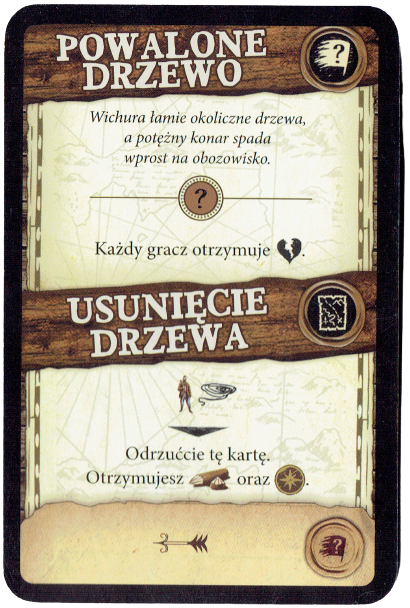 POWALONE
DRZEWO
?
Wichura łamie okoliczne drzewa,
a potężny konar spada
wprost na obozowisko.
?
Każdy gracz otrzymuje .
USUNIĘCIE
DRZEWA
Odrzućcie tę kartę.
Otrzymujesz oraz .
?